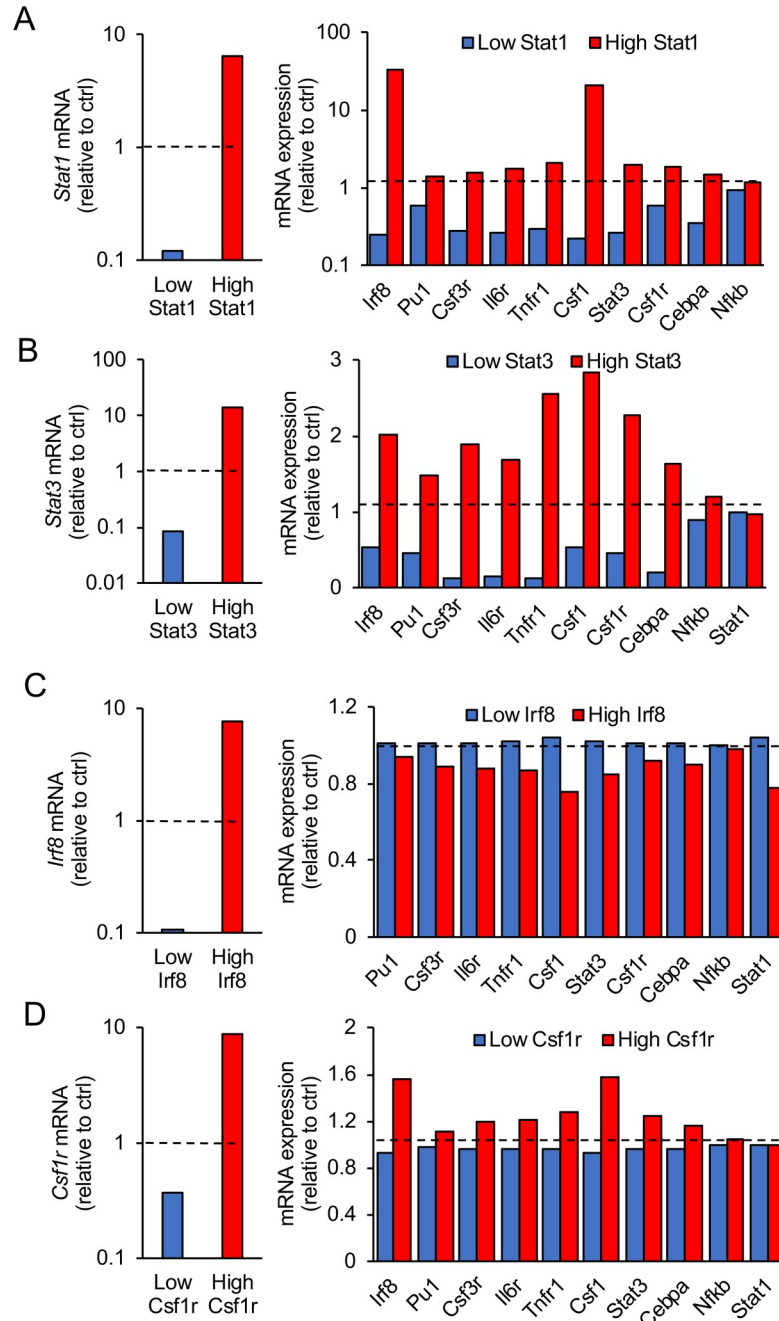 A
Stat1 mRNA
(relative to ctrl)
10
1
0.1
Low
Stat1
High
Stat1
mRNA expression
(relative to ctrl)
100
10
1
0.1
Low Stat1
High Stat1
Irf8
Pu1
Csf3r
Il6r
Tnfr1
Csf1
Stat3
Csf1r
Cebpa
Nfkb
B
Stat3 mRNA
(relative to ctrl)
100
10
1
0.1
0.01
Low
Stat3
High
Stat3
mRNA expression
(relative to ctrl)
3
2
1
0
Low Stat3
High Stat3
Irf8
Pu1
Csf3r
Il6r
Tnfr1
Csf1
Csf1r
Cebpa
Nfkb
Stat1
C
Irf8 mRNA
(relative to ctrl)
10
1
0.1
Low
Irf8
High
Irf8
mRNA expression
(relative to ctrl)
1.2
0.8
0.4
0
Low Irf8
High Irf8
Pu1
Csf3r
Il6r
Tnfr1
Csf1
Stat3
Csf1r
Cebpa
Nfkb
Stat1
D
Csf1r mRNA
(relative to ctrl)
10
1
0.1
Low
Csf1r
High
Csf1r
mRNA expression
(relative to ctrl)
2
1.6
1.2
0.8
0.4
0
Low Csf1r
High Csf1r
Irf8
Pu1
Csf3r
Il6r
Tnfr1
Csf1
Stat3
Cebpa
Nfkb
Stat1